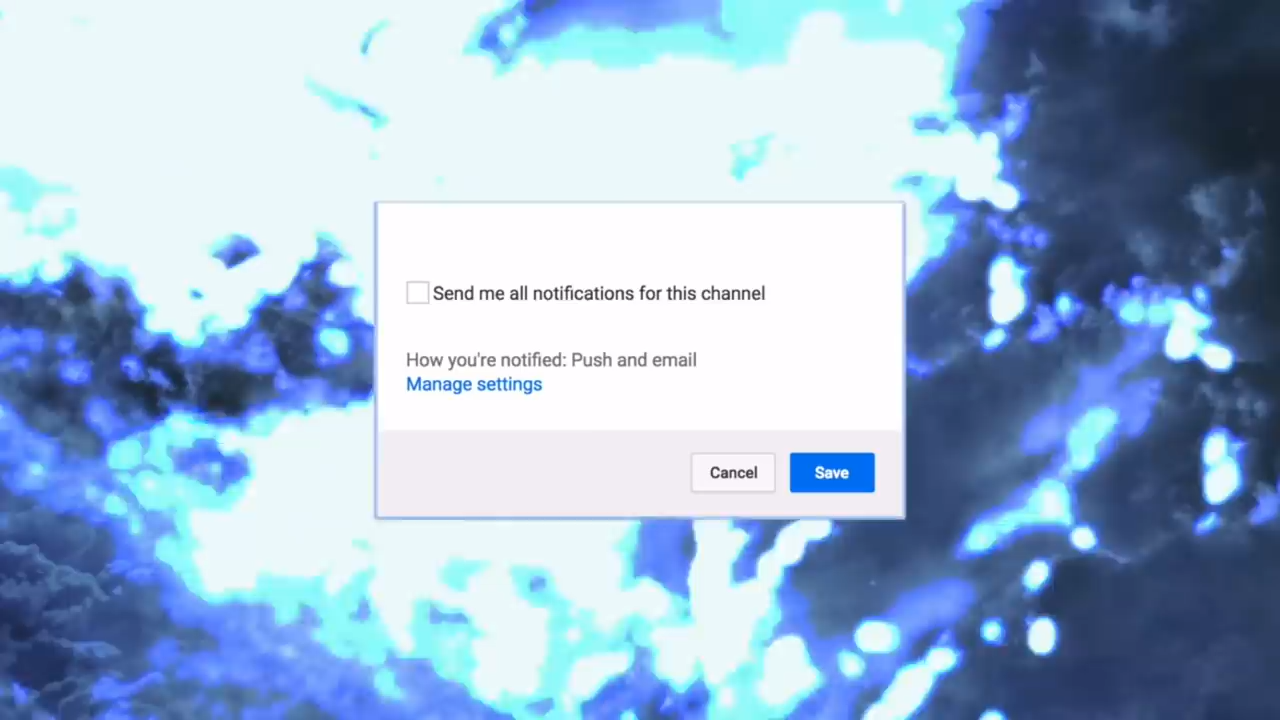 Send me all notifications for this channel
How you're notified: Push and email
Manage settings
Cancel
Save